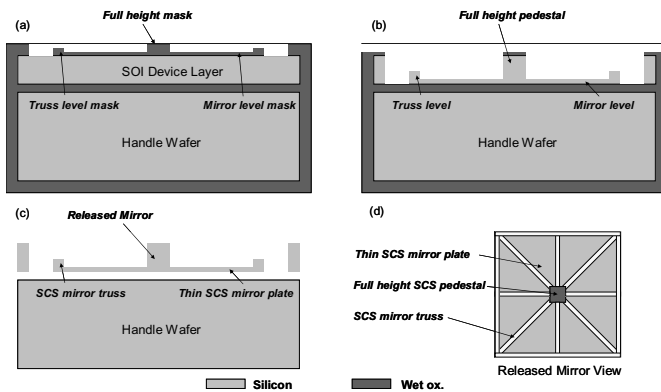 (a)
Full height mask
SOI Device Layer
Truss level mask
Mirror level mask
Handle Wafer
(b)
Full height pedestal
Truss level
Mirror level
Handle Wafer
(c)
Released Mirror
SCS mirror truss
Thin SCS mirror plate
Handle Wafer
(d)
Thin SCS mirror plate
Full height SCS pedestal
SCS mirror truss
Released Mirror View
Silicon
Wet ox.